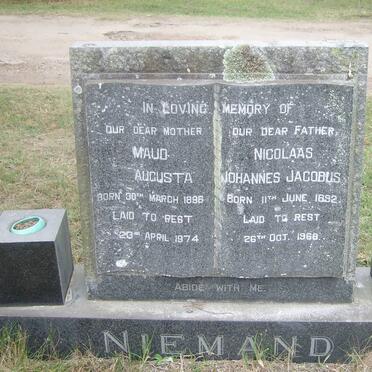 IN LOVING MEMORY OF
OUR DEAR MOTHER
MAUD
AUGUSTA
BORN 30TH MARCH 1896
LAID TO REST
23RD APRIL 1974
OUR DEAR FATHER,
NICOLAAS
JOHANNES JACOBUS
BORN 11TH JUNE, 1892.
LAID TO REST
26TH OCT. 1968.
ABIDE WITH ME.
NIEMAND